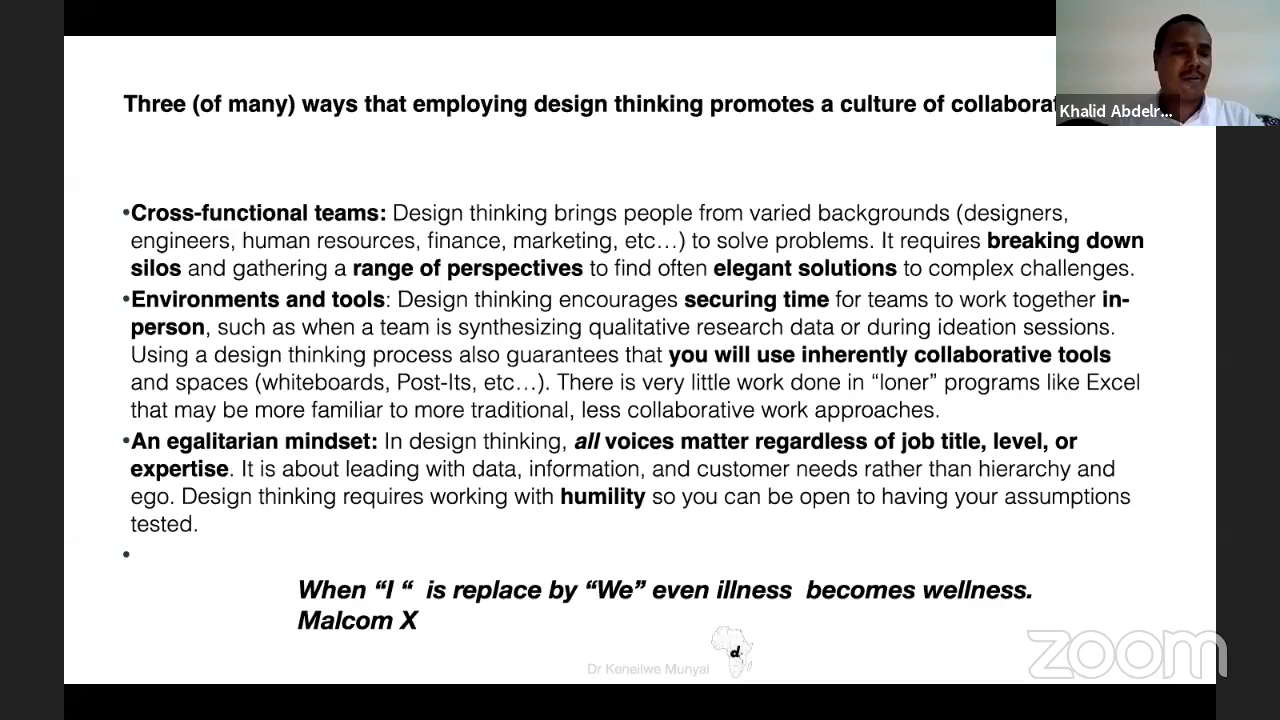 Three (of many) ways that employing design thinking promotes a culture of collaborat
Khalid Abdelr...
•Cross-functional teams: Design thinking brings people from varied backgrounds (designers,
engineers, human resources, finance, marketing, etc…) to solve problems. It requires breaking down
silos and gathering a range of perspectives to find often elegant solutions to complex challenges.
•Environments and tools: Design thinking encourages securing time for teams to work together in-
person, such as when a team is synthesizing qualitative research data or during ideation sessions.
Using a design thinking process also guarantees that you will use inherently collaborative tools
and spaces (whiteboards, Post-Its, etc…). There is very little work done in “loner” programs like Excel
that may be more familiar to more traditional, less collaborative work approaches.
•An egalitarian mindset: In design thinking, all voices matter regardless of job title, level, or
expertise. It is about leading with data, information, and customer needs rather than hierarchy and
ego. Design thinking requires working with humility so you can be open to having your assumptions
tested.
•
When “I “ is replace by “We” even illness becomes wellness.
Malcom X
d.
Dr Keneilwe Munyai
zoom